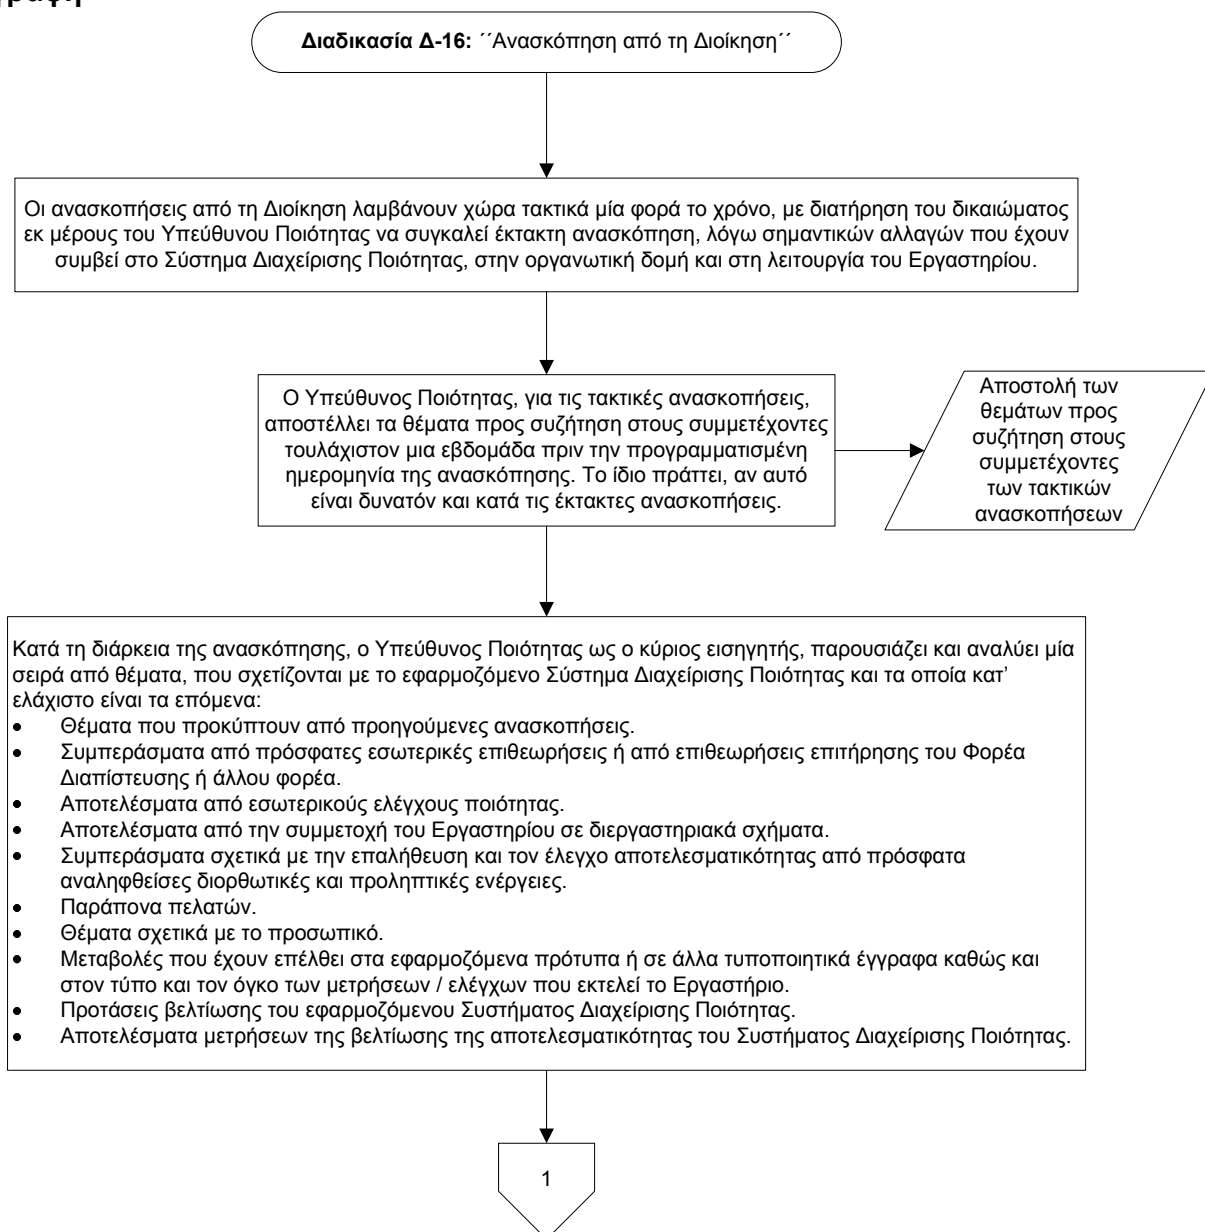 Διαδικασία Δ-16: ΄΄Ανασκόπηση από τη Διοίκηση΄΄
Οι ανασκοπήσεις από τη Διοίκηση λαμβάνουν χώρα τακτικά μία φορά το χρόνο, με διατήρηση του δικαιώματος
εκ μέρους του Υπεύθυνου Ποιότητας να συγκαλεί έκτακτη ανασκόπηση, λόγω σημαντικών αλλαγών που έχουν
συμβεί στο Σύστημα Διαχείρισης Ποιότητας, στην οργανωτική δομή και στη λειτουργία του Εργαστηρίου.
Ο Υπεύθυνος Ποιότητας, για τις τακτικές ανασκοπήσεις,
αποστέλλει τα θέματα προς συζήτηση στους συμμετέχοντες
τουλάχιστον μια εβδομάδα πριν την προγραμματισμένη
ημερομηνία της ανασκόπησης. Το ίδιο πράττει, αν αυτό
είναι δυνατόν και κατά τις έκτακτες ανασκοπήσεις.
Αποστολή των
θεμάτων προς
συζήτηση στους
συμμετέχοντες
των τακτικών
ανασκοπήσεων
Κατά τη διάρκεια της ανασκόπησης, ο Υπεύθυνος Ποιότητας ως ο κύριος εισηγητής, παρουσιάζει και αναλύει μία
σειρά από θέματα, που σχετίζονται με το εφαρμοζόμενο Σύστημα Διαχείρισης Ποιότητας και τα οποία κατ’
ελάχιστο είναι τα επόμενα:
• Θέματα που προκύπτουν από προηγούμενες ανασκοπήσεις.
• Συμπεράσματα από πρόσφατες εσωτερικές επιθεωρήσεις ή από επιθεωρήσεις επιτήρησης του Φορέα
Διαπίστευσης ή άλλου φορέα.
• Αποτελέσματα από εσωτερικούς ελέγχους ποιότητας.
• Αποτελέσματα από την συμμετοχή του Εργαστηρίου σε διεργαστηριακά σχήματα.
• Συμπεράσματα σχετικά με την επαλήθευση και τον έλεγχο αποτελεσματικότητας από πρόσφατα
αναληφθείσες διορθωτικές και προληπτικές ενέργειες.
• Παράπονα πελατών.
• Θέματα σχετικά με το προσωπικό.
• Μεταβολές που έχουν επέλθει στα εφαρμοζόμενα πρότυπα ή σε άλλα τυποποιητικά έγγραφα καθώς και
στον τύπο και τον όγκο των μετρήσεων / ελέγχων που εκτελεί το Εργαστήριο.
• Προτάσεις βελτίωσης του εφαρμοζόμενου Συστήματος Διαχείρισης Ποιότητας.
• Αποτελέσματα μετρήσεων της βελτίωσης της αποτελεσματικότητας του Συστήματος Διαχείρισης Ποιότητας.
1